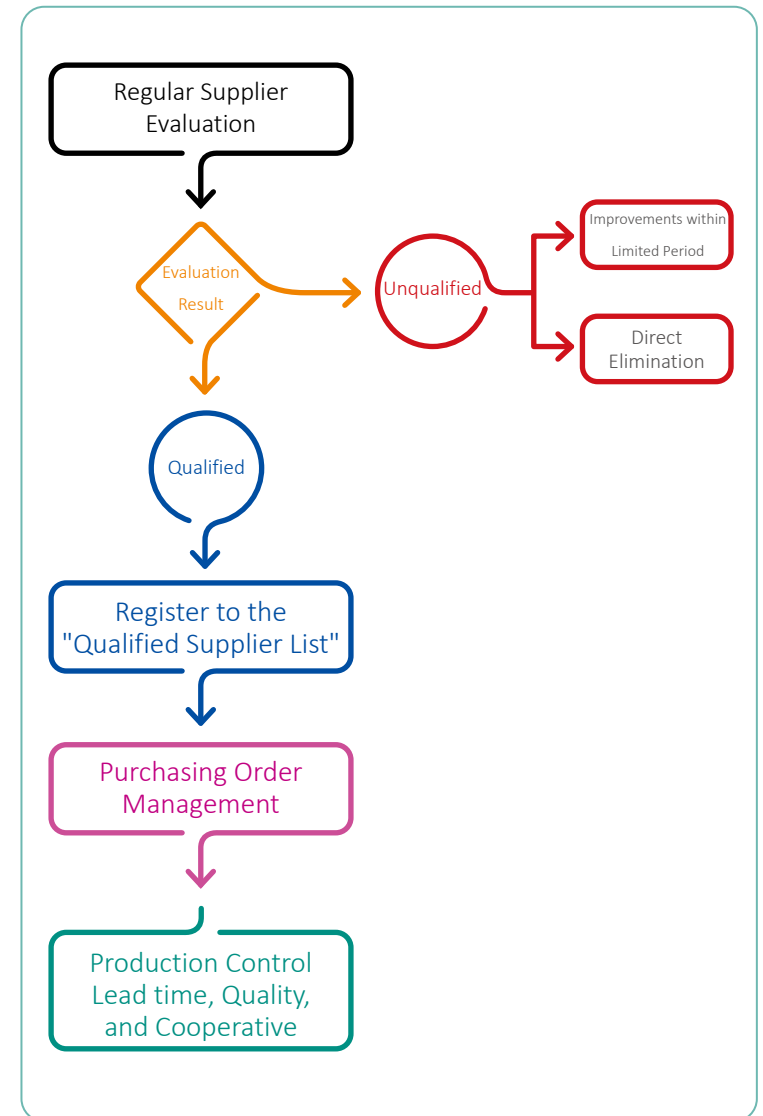 Regular Supplier
Evaluation
Evaluation
Result
Unqualified
Improvements within
Limited Period
Direct
Elimination
Qualified
Register to the
"Qualified Supplier List"
Purchasing Order
Management
Production Control
Lead time, Quality,
and Cooperative